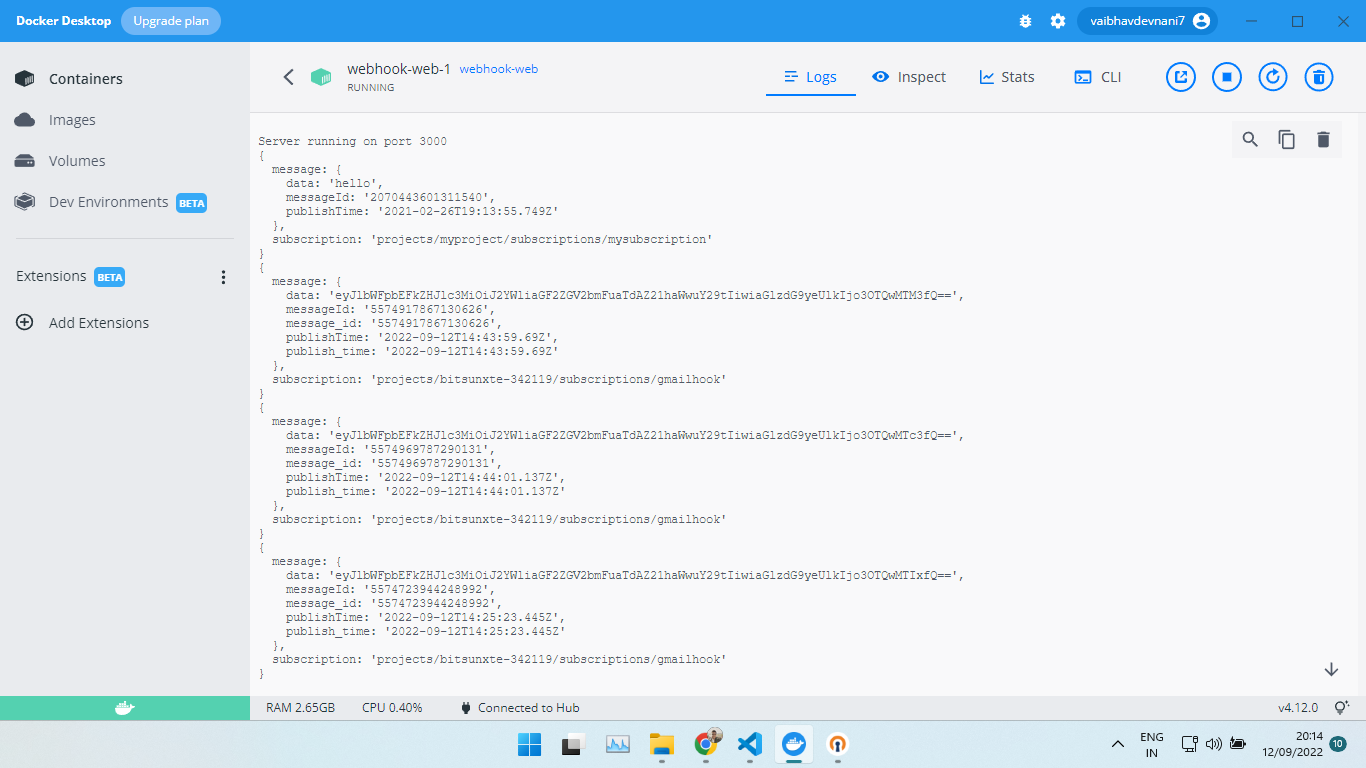 Docker Desktop Upgrade plan vaibhavdevnani7
Containers
Images
Volumes
Dev Environments BETA
Extensions BETA
Add Extensions
webhook-web-1 webhook-web
RUNNING
Logs Inspect Stats CLI
Server running on port 3000
{
message: {
data: 'hello',
messageId: '2070443601311540',
publishTime: '2021-02-26T19:13:55.749Z'
},
subscription: 'projects/myproject/subscriptions/mysubscription'
}
{
message: {
data: 'eyJlbWFpbEFkZHJlc3MiOiJ2YWliaGF2ZGV2bmFuaTdAZ21haWwuY29tIiwiaGlzdG9yeUlkIjo3OTQwMTM3fQ==',
messageId: '5574917867130626',
message_id: '5574917867130626',
publishTime: '2022-09-12T14:43:59.69Z',
publish_time: '2022-09-12T14:43:59.69Z'
},
subscription: 'projects/bitsunxte-342119/subscriptions/gmailhook'
}
{
message: {
data: 'eyJlbWFpbEFkZHJlc3MiOiJ2YWliaGF2ZGV2bmFuaTdAZ21haWwuY29tIiwiaGlzdG9yeUlkIjo3OTQwMTc3fQ==',
messageId: '5574969787290131',
message_id: '5574969787290131',
publishTime: '2022-09-12T14:44:01.137Z',
publish_time: '2022-09-12T14:44:01.137Z'
},
subscription: 'projects/bitsunxte-342119/subscriptions/gmailhook'
}
{
message: {
data: 'eyJlbWFpbEFkZHJlc3MiOiJ2YWliaGF2ZGV2bmFuaTdAZ21haWwuY29tIiwiaGlzdG9yeUlkIjo3OTQwMTIxfQ==',
messageId: '5574723944248992',
message_id: '5574723944248992',
publishTime: '2022-09-12T14:25:23.445Z',
publish_time: '2022-09-12T14:25:23.445Z'
},
subscription: 'projects/bitsunxte-342119/subscriptions/gmailhook'
}
RAM 2.65GB CPU 0.40% Connected to Hub v4.12.0
ENG 20:14
IN 12/09/2022 10